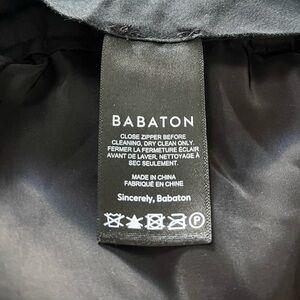 BABATON
CLOSE ZIPPER BEFORE
CLEANING, DRY CLEAN ONLY.
FERMER LA FERMETURE ÉCLAIR
AVANT DE LAVER, NETTOYAGE À
SEC SEULEMENT.
MADE IN CHINA
FABRIQUÉ EN CHINE
Sincerely, Babaton
P